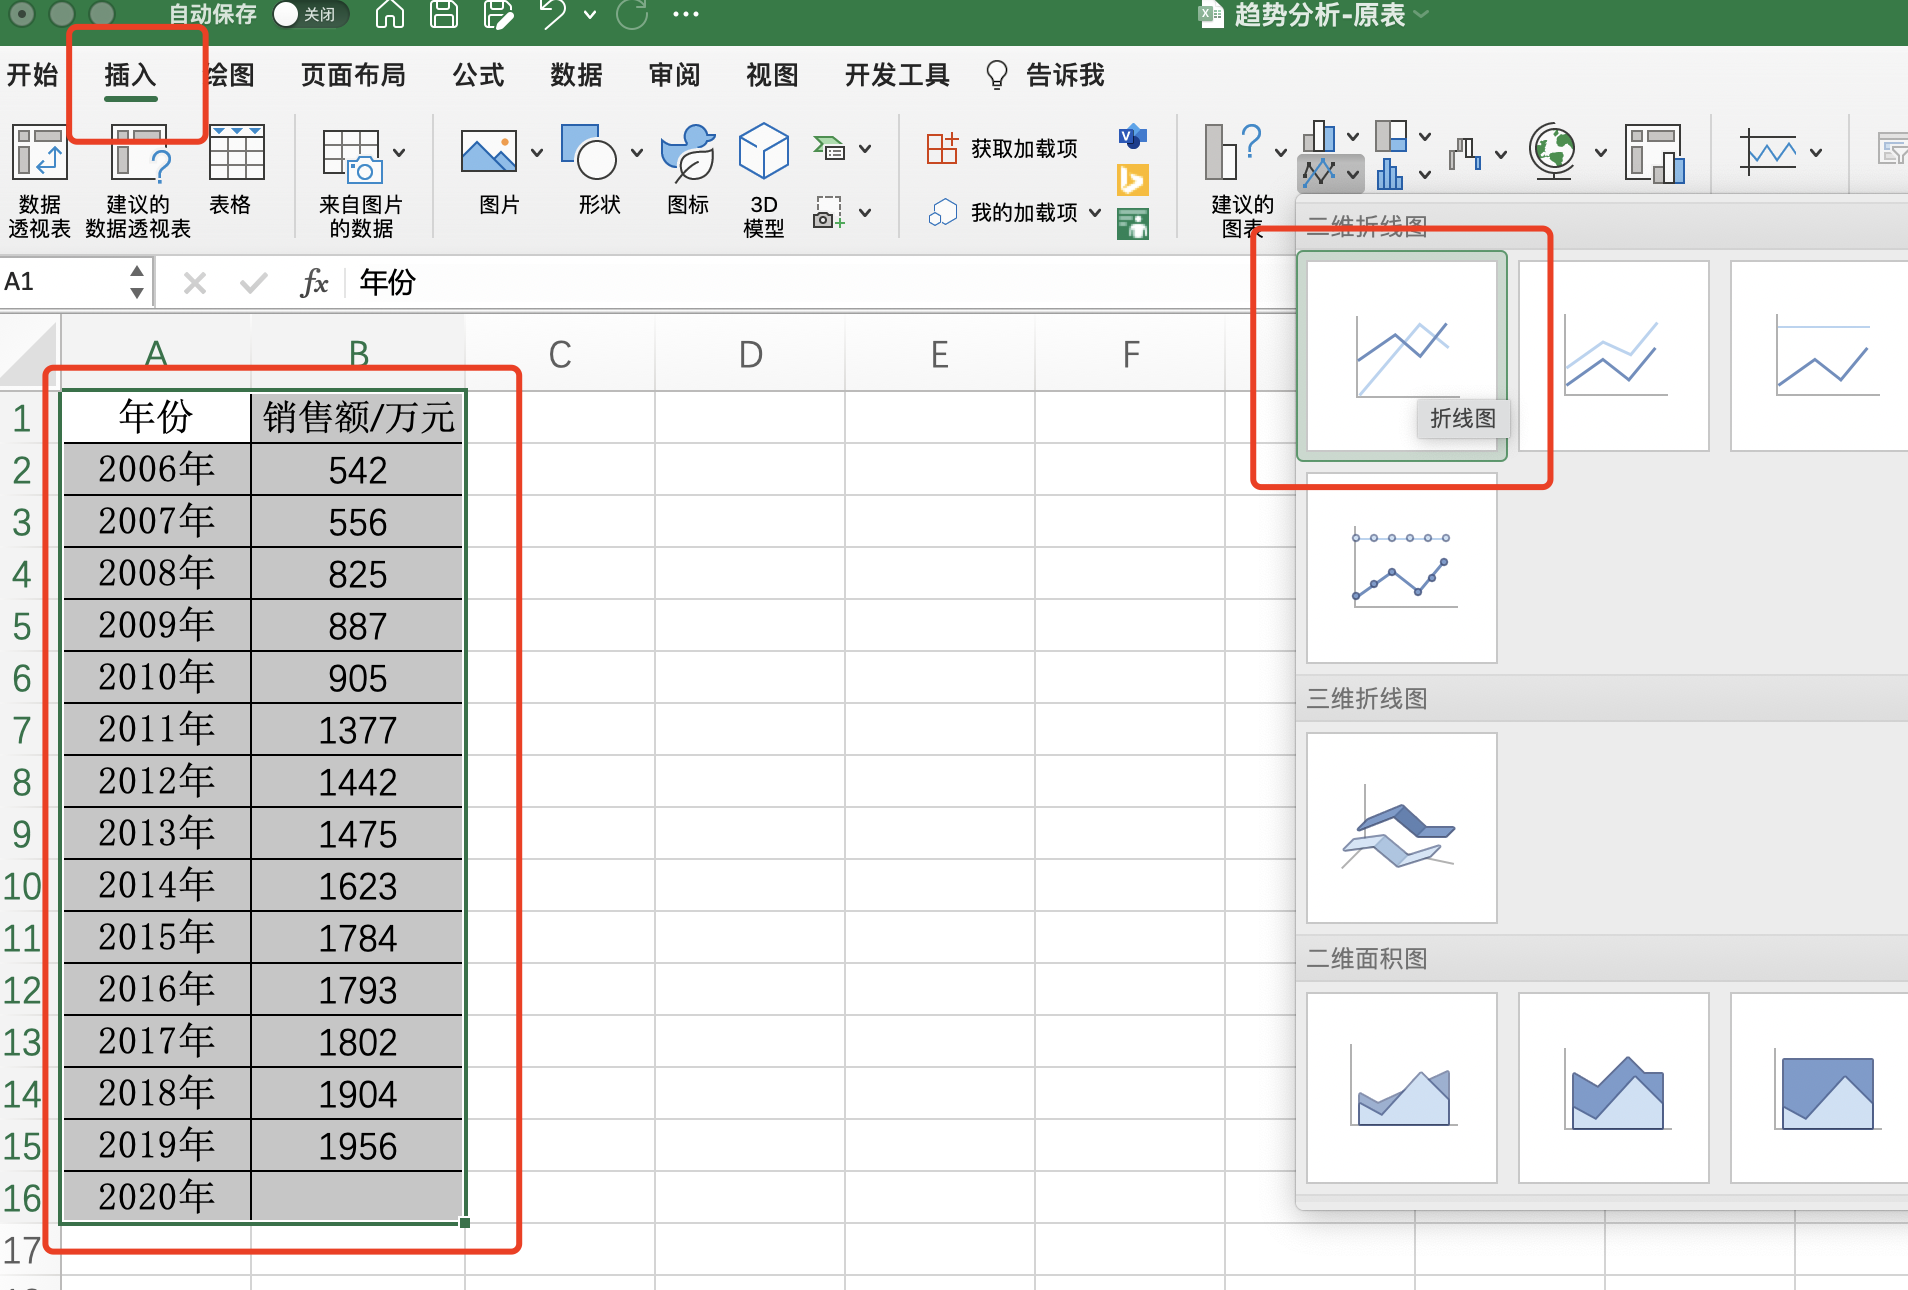 自动保存 关闭 趋势分析-原表
开始 插入 绘图 页面布局 公式 数据 审阅 视图 开发工具 告诉我
获取加载项
我的加载项
数据
透视表
建议的
数据透视表
表格
来自图片
的数据
图片
形状
图标
3D
模型
建议的
图表
A1 fx 年份
A B C D E F
1 年份 销售额/万元
2 2006年 542
3 2007年 556
4 2008年 825
5 2009年 887
6 2010年 905
7 2011年 1377
8 2012年 1442
9 2013年 1475
10 2014年 1623
11 2015年 1784
12 2016年 1793
13 2017年 1802
14 2018年 1904
15 2019年 1956
16 2020年
17
二维折线图
折线图
三维折线图
二维面积图